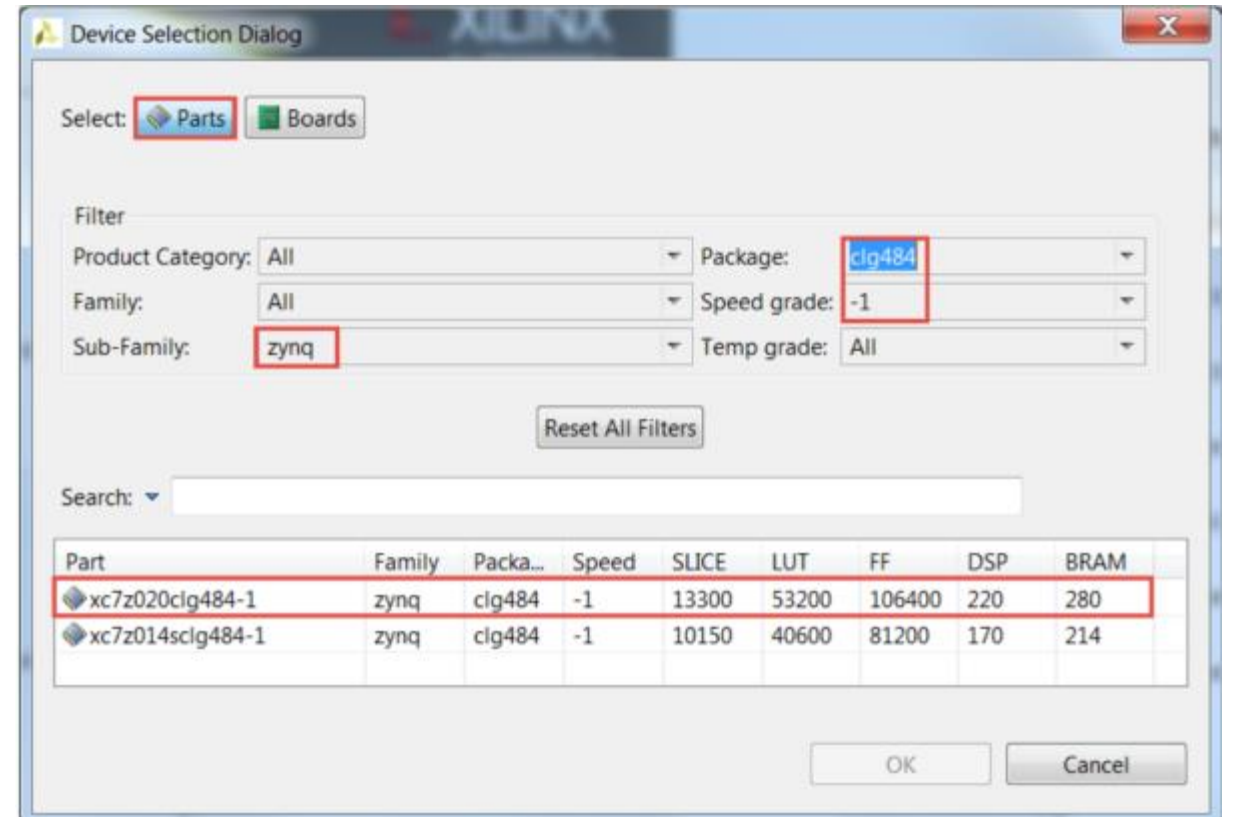 Device Selection Dialog XILINX
Select: Parts Boards
Filter
Product Category: All Package: clg484
Family: All Speed grade: -1
Sub-Family: zynq Temp grade: All
Reset All Filters
Search:
Part Family Packa... Speed SLICE LUT FF DSP BRAM
xc7z020clg484-1 zynq clg484 -1 13300 53200 106400 220 280
xc7z014sclg484-1 zynq clg484 -1 10150 40600 81200 170 214
OK Cancel